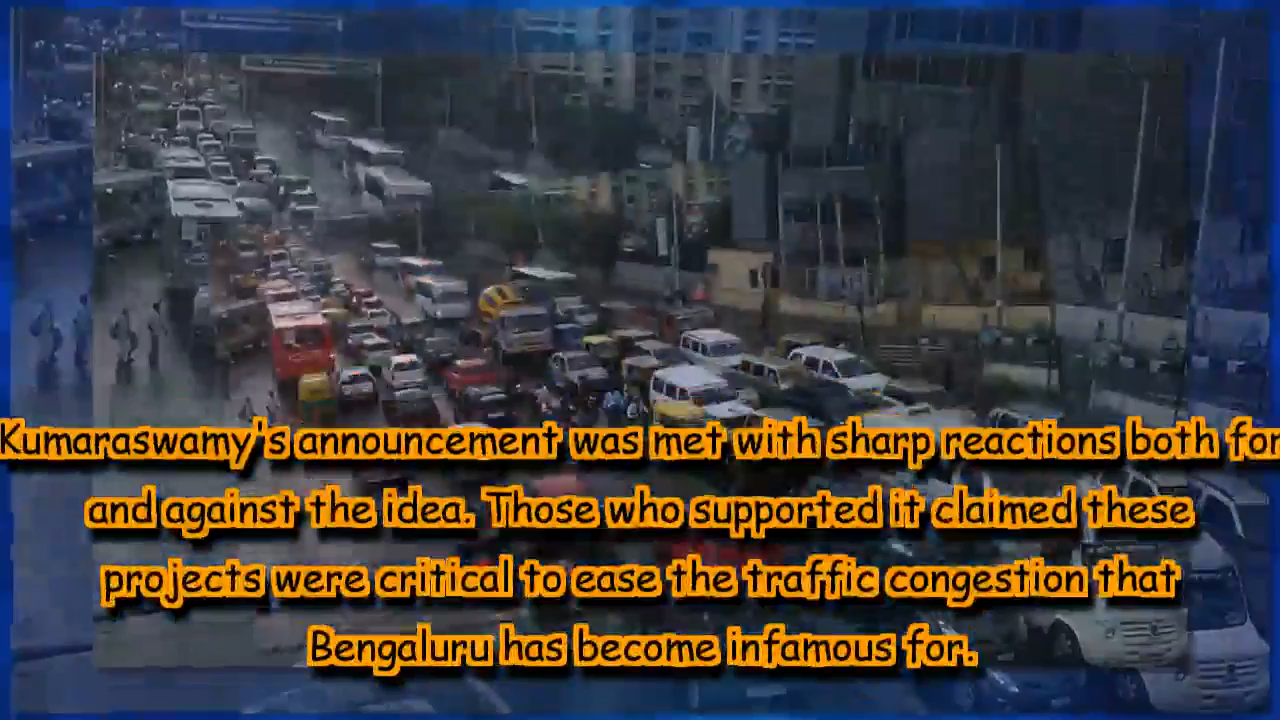 Kumaraswamy's announcement was met with sharp reactions both for
and against the idea. Those who supported it claimed these
projects were critical to ease the traffic congestion that
Bengaluru has become infamous for.